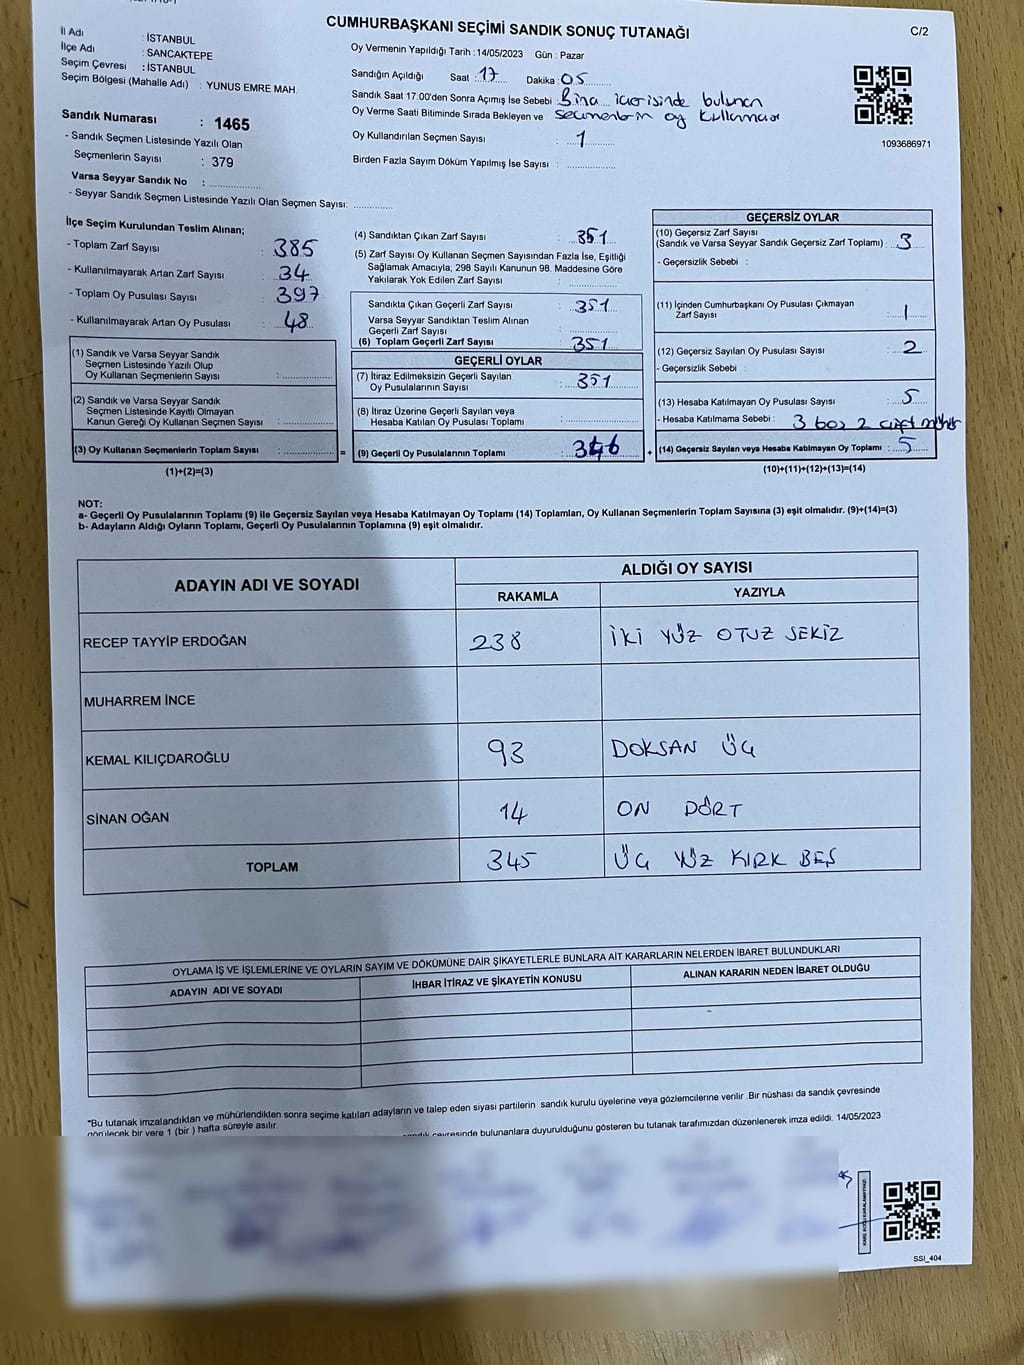 CUMHURBAŞKANI SEÇİMİ SANDIK SONUÇ TUTANAĞI
C/2
İl Adı : İSTANBUL
İlçe Adı : SANCAKTEPE
Seçim Çevresi : İSTANBUL
Seçim Bölgesi (Mahalle Adı) : YUNUS EMRE MAH.
Sandık Numarası : 1465
- Sandık Seçmen Listesinde Yazılı Olan
Seçmenlerin Sayısı : 379
Varsa Seyyar Sandık No :
- Seyyar Sandık Seçmen Listesinde Yazılı Olan Seçmen Sayısı:
Oy Vermenin Yapıldığı Tarih : 14/05/2023 Gün : Pazar
Sandığın Açıldığı Saat : 17 Dakika : 05
Sandık Saat 17:00'den Sonra Açılmış İse Sebebi Bina içerisinde bulunan
Oy Verme Saati Bitiminde Sırada Bekleyen ve seçmenlerin oy kullanması
Oy Kullandırılan Seçmen Sayısı : 1
Birden Fazla Sayım Döküm Yapılmış İse Sayısı :
1093686971
İlçe Seçim Kurulundan Teslim Alınan;
- Toplam Zarf Sayısı : 385
- Kullanılmayarak Artan Zarf Sayısı : 34
- Toplam Oy Pusulası Sayısı : 397
- Kullanılmayarak Artan Oy Pusulası : 48
(1) Sandık ve Varsa Seyyar Sandık
Seçmen Listesinde Yazılı Olup
Oy Kullanan Seçmenlerin Sayısı :
(2) Sandık ve Varsa Seyyar Sandık
Seçmen Listesinde Kayıtlı Olmayan
Kanun Gereği Oy Kullanan Seçmen Sayısı :
(3) Oy Kullanan Seçmenlerin Toplam Sayısı : =
(1)+(2)=(3)
(4) Sandıktan Çıkan Zarf Sayısı : 351
(5) Zarf Sayısı Oy Kullanan Seçmen Sayısından Fazla İse, Eşitliği
Sağlamak Amacıyla, 298 Sayılı Kanunun 98. Maddesine Göre
Yakılarak Yok Edilen Zarf Sayısı :
Sandıkta Çıkan Geçerli Zarf Sayısı : 351
Varsa Seyyar Sandıktan Teslim Alınan
Geçerli Zarf Sayısı :
(6) Toplam Geçerli Zarf Sayısı 351
GEÇERLİ OYLAR
(7) İtiraz Edilmeksizin Geçerli Sayılan
Oy Pusulalarının Sayısı : 351
(8) İtiraz Üzerine Geçerli Sayılan veya
Hesaba Katılan Oy Pusulası Toplamı :
(9) Geçerli Oy Pusulalarının Toplamı : 346 +
GEÇERSİZ OYLAR
(10) Geçersiz Zarf Sayısı
(Sandık ve Varsa Seyyar Sandık Geçersiz Zarf Toplamı) : 3
- Geçersizlik Sebebi :
(11) İçinden Cumhurbaşkanı Oy Pusulası Çıkmayan
Zarf Sayısı : 1
(12) Geçersiz Sayılan Oy Pusulası Sayısı : 2
- Geçersizlik Sebebi :
(13) Hesaba Katılmayan Oy Pusulası Sayısı : 5
- Hesaba Katılmama Sebebi : 3 boş 2 çift mühür
(14) Geçersiz Sayılan veya Hesaba Katılmayan Oy Toplamı : 5
(10)+(11)+(12)+(13)=(14)
NOT:
a- Geçerli Oy Pusulalarının Toplamı (9) ile Geçersiz Sayılan veya Hesaba Katılmayan Oy Toplamı (14) Toplamları, Oy Kullanan Seçmenlerin Toplam Sayısına (3) eşit olmalıdır. (9)+(14)=(3)
b- Adayların Aldığı Oyların Toplamı, Geçerli Oy Pusulalarının Toplamına (9) eşit olmalıdır.
ADAYIN ADI VE SOYADI
ALDIĞI OY SAYISI
RAKAMLA YAZIYLA
RECEP TAYYİP ERDOĞAN 238 İKİ YÜZ OTUZ SEKİZ
MUHARREM İNCE
KEMAL KILIÇDAROĞLU 93 DOKSAN ÜÇ
SİNAN OĞAN 14 ON DÖRT
TOPLAM 345 ÜÇ YÜZ KIRK BEŞ
OYLAMA İŞ VE İŞLEMLERİNE VE OYLARIN SAYIM VE DÖKÜMÜNE DAİR ŞİKAYETLERLE BUNLARA AİT KARARLARIN NELERDEN İBARET BULUNDUKLARI
ADAYIN ADI VE SOYADI İHBAR İTİRAZ VE ŞİKAYETİN KONUSU ALINAN KARARIN NEDEN İBARET OLDUĞU
*Bu tutanak imzalandıktan ve mühürlendikten sonra seçime katılan adayların ve talep eden siyasi partilerin sandık kurulu üyelerine veya gözlemcilerine verilir .Bir nüshası da sandık çevresinde
görülecek bir yere 1 (bir ) hafta süreyle asılır.
sandık çevresinde bulunanlara duyurulduğunu gösteren bu tutanak tarafımızdan düzenlenerek imza edildi. 14/05/2023
SSI_404